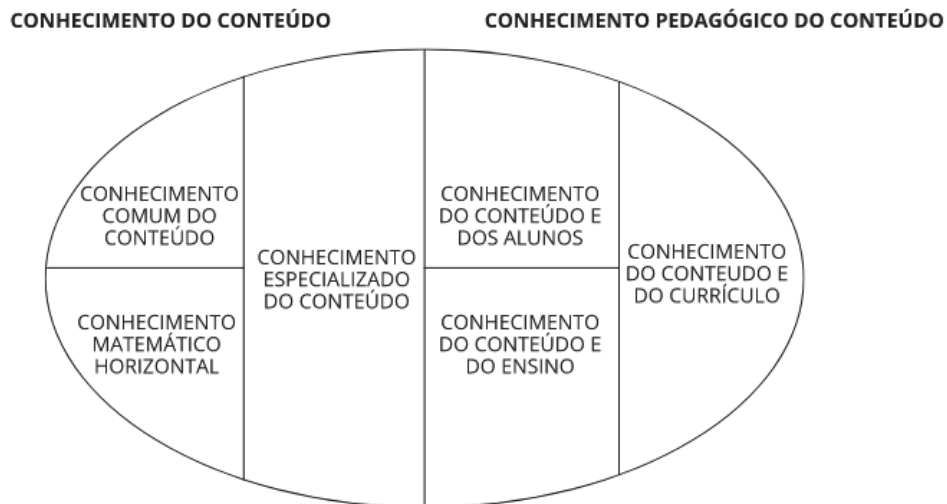 CONHECIMENTO DO CONTEÚDO
CONHECIMENTO PEDAGÓGICO DO CONTEÚDO
CONHECIMENTO
COMUM DO
CONTEÚDO
CONHECIMENTO
MATEMÁTICO
HORIZONTAL
CONHECIMENTO
ESPECIALIZADO
DO CONTEÚDO
CONHECIMENTO
DO CONTEÚDO E
DOS ALUNOS
CONHECIMENTO
DO CONTEÚDO E
DO ENSINO
CONHECIMENTO
DO CONTEUDO E
DO CURRÍCULO